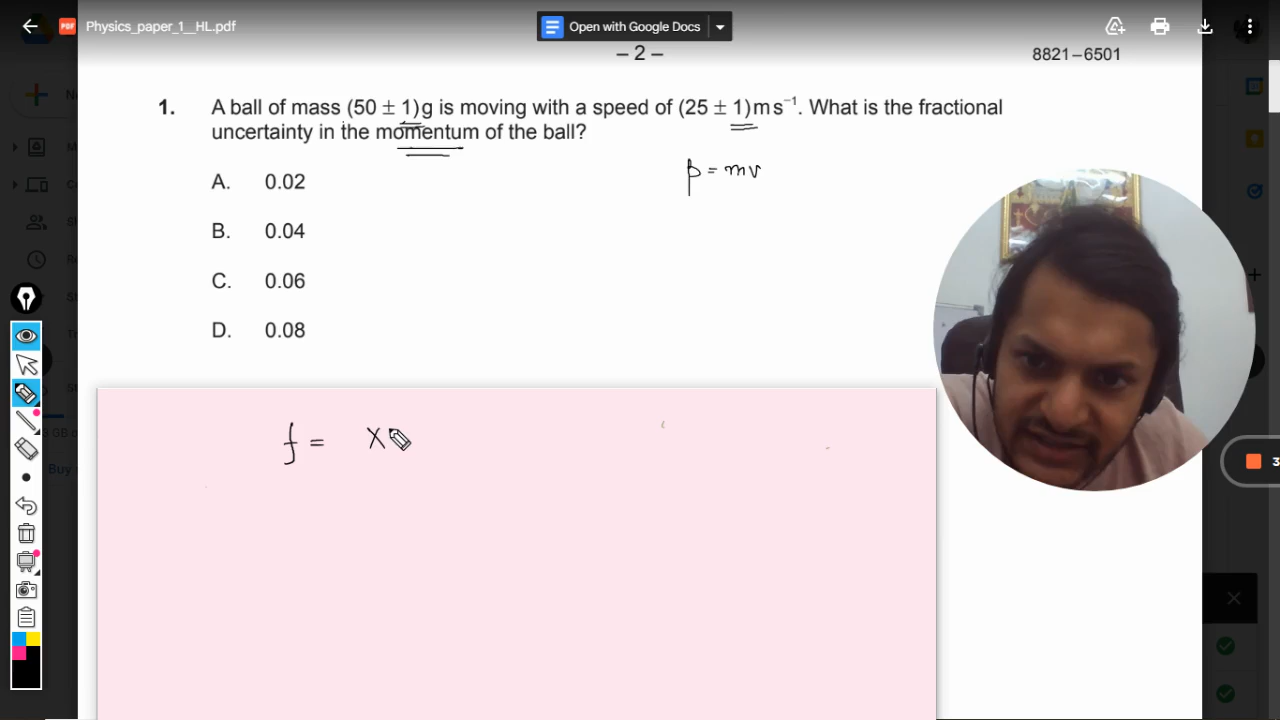 Physics_paper_1__HL.pdf
Open with Google Docs
– 2 –
8821–6501
1. A ball of mass (50 ± 1)g is moving with a speed of (25 ± 1)m s⁻¹. What is the fractional
uncertainty in the momentum of the ball?
p = mv
A. 0.02
B. 0.04
C. 0.06
D. 0.08
f = x